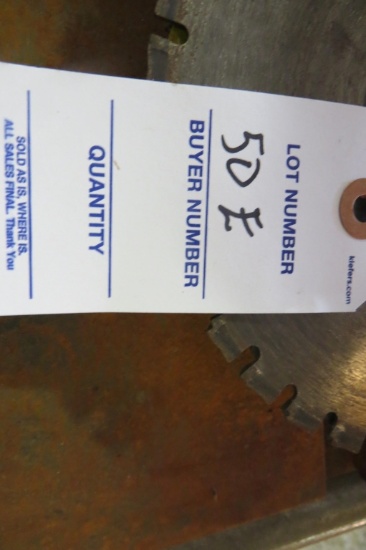 kiefers.com
LOT NUMBER
50 E
BUYER NUMBER
QUANTITY
SOLD AS IS, WHERE IS.
ALL SALES FINAL. Thank You